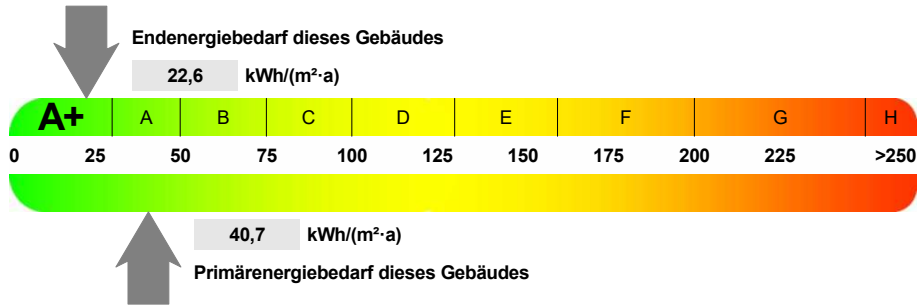 Endenergiebedarf dieses Gebäudes
22,6 kWh/(m²·a)
A+ A B C D E F G H
0 25 50 75 100 125 150 175 200 225 >250
40,7 kWh/(m²·a)
Primärenergiebedarf dieses Gebäudes